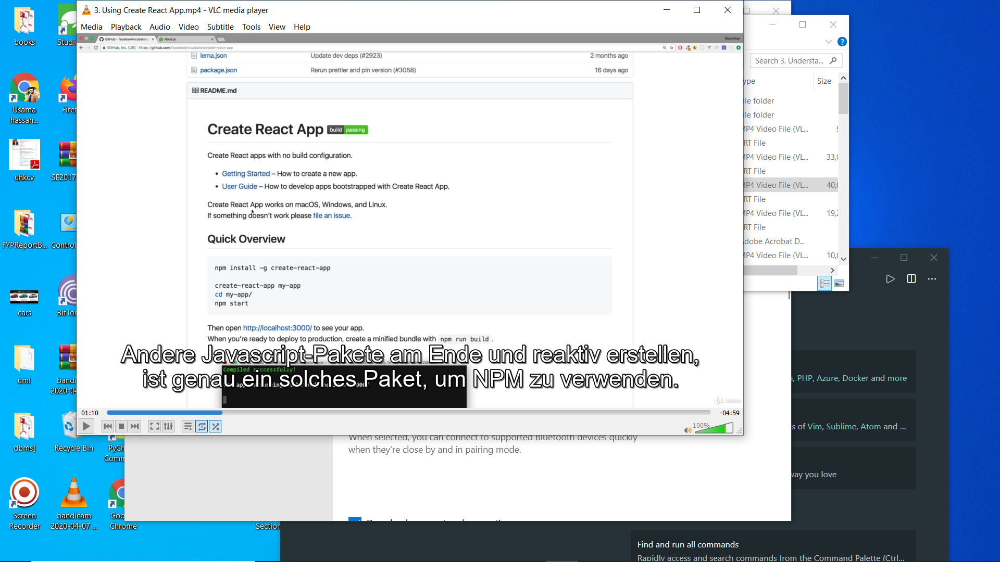 books
Studi
Usama
hassan...
Firef
uhkcv
SE2017
FYPReportB...
Control
cars
BitTor
uml
bandi
2020-04
dbms]
Recycle Bin
PyCh
Comm
Screen
Recorder
bandicam
2020-04-07 ...
Goo
Chrome
Section
3. Using Create React App.mp4 - VLC media player
Media Playback Audio Video Subtitle Tools View Help
GitHub - facebookincubator/c
Node.js
Maximilian
GitHub, Inc. [US] | https://github.com/facebookincubator/create-react-app
lerna.json Update dev deps (#2923) 2 months ago
package.json Rerun prettier and pin version (#3058) 16 days ago
README.md
Create React App build passing
Create React apps with no build configuration.
• Getting Started – How to create a new app.
• User Guide – How to develop apps bootstrapped with Create React App.
Create React App works on macOS, Windows, and Linux.
If something doesn't work please file an issue.
Quick Overview
npm install -g create-react-app
create-react-app my-app
cd my-app/
npm start
Then open http://localhost:3000/ to see your app.
When you're ready to deploy to production, create a minified bundle with npm run build .
Compiled successfully!
Andere Javascript-Pakete am Ende und reaktiv erstellen,
ist genau ein solches Paket, um NPM zu verwenden.
Udemy
01:10
-04:59
100%
Search 3. Understa...
ype Size
ile folder
ile folder
MP4 Video File (VL...
RT File
MP4 Video File (VL... 33,0
RT File
MP4 Video File (VL... 40,0
RT File
MP4 Video File (VL... 19,2
RT File
dobe Acrobat D...
MP4 Video File (VL... 10,8
, PHP, Azure, Docker and more
s of Vim, Sublime, Atom and ...
way you love
When selected, you can connect to supported Bluetooth devices quickly
when they're close by and in pairing mode.
Find and run all commands
Rapidly access and search commands from the Command Palette (Ctrl...